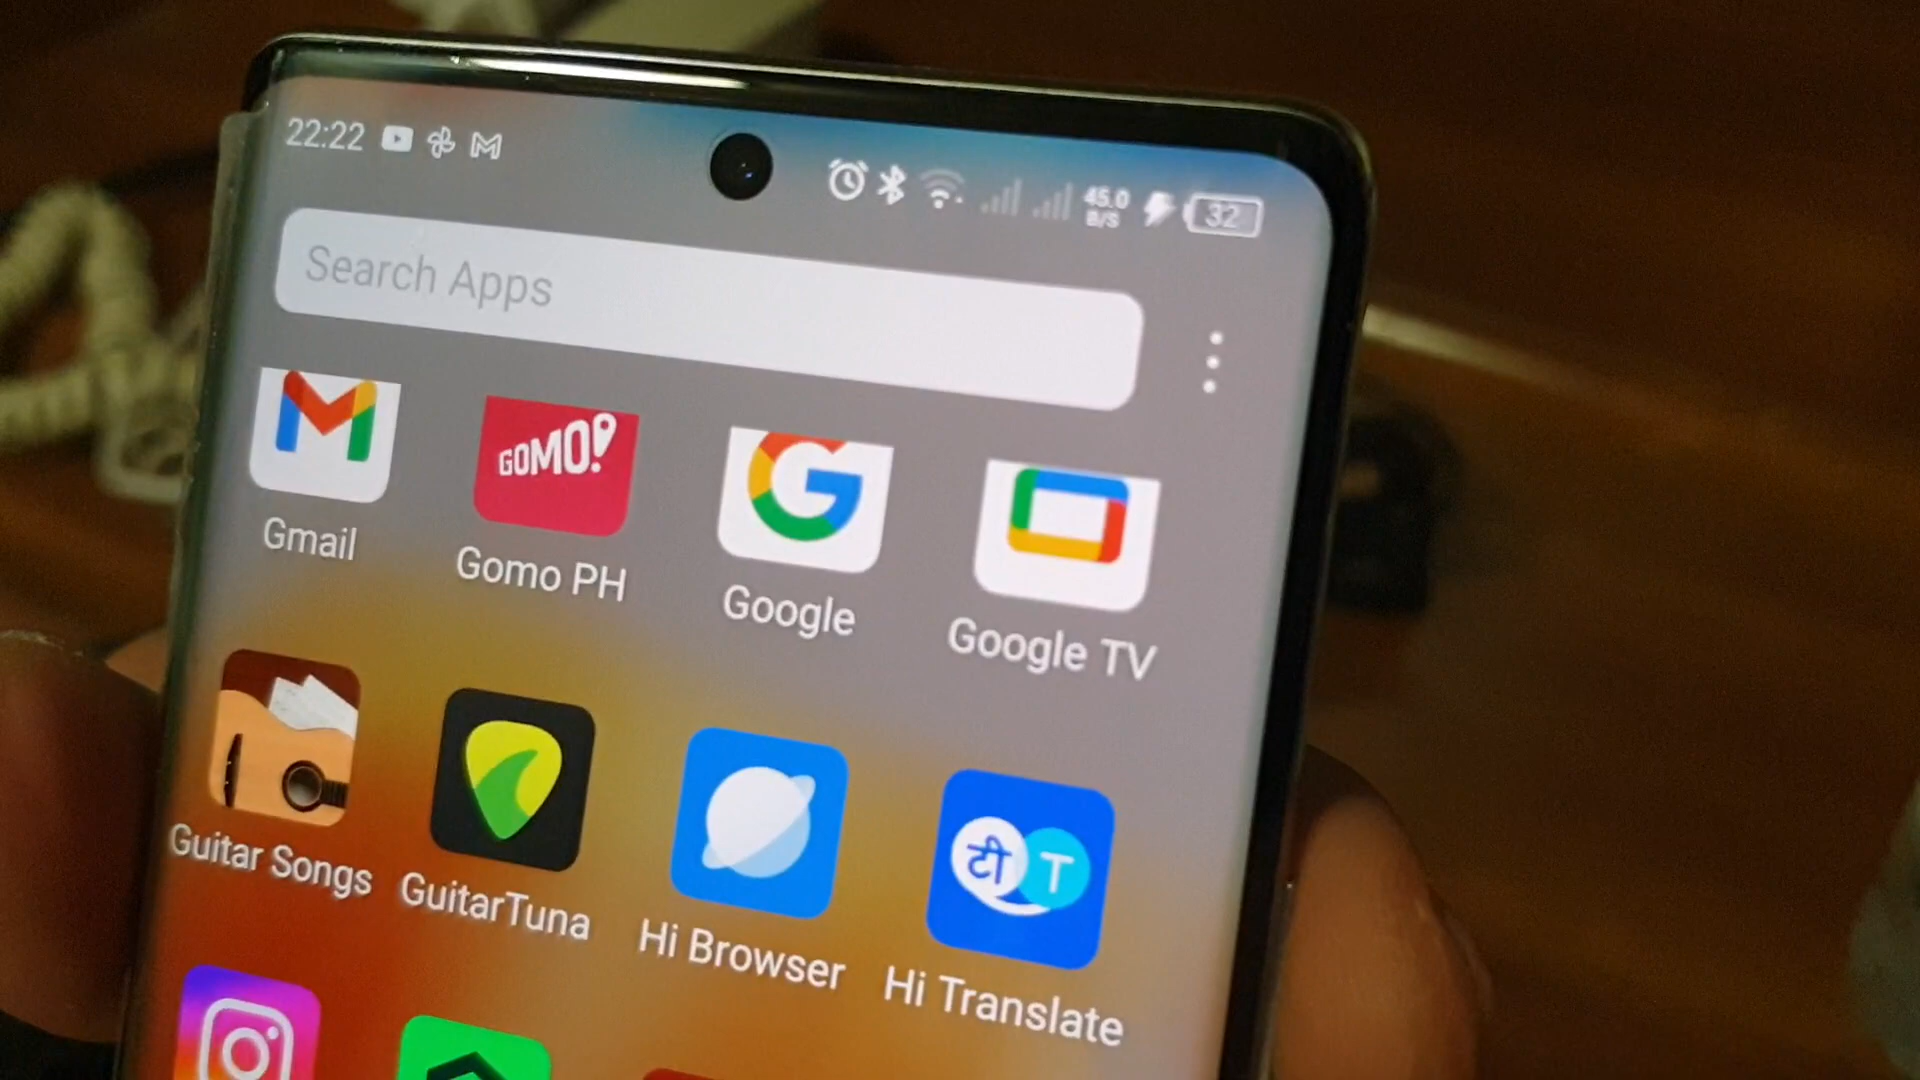 22:22
45.0
B/S
32
Search Apps
GOMO!
Gmail
Gomo PH
Google
Google TV
टी T
Guitar Songs
GuitarTuna
Hi Browser
Hi Translate